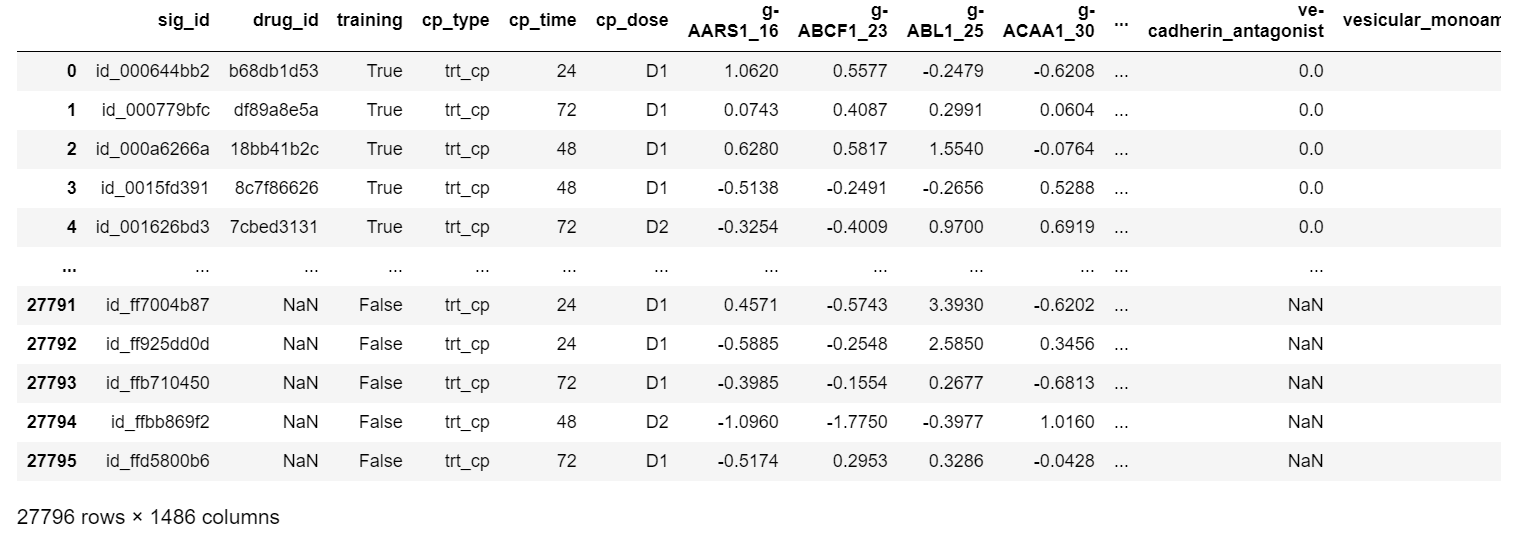 sig_id drug_id training cp_type cp_time cp_dose g-AARS1_16 g-ABCF1_23 g-ABL1_25 g-ACAA1_30 ... ve-cadherin_antagonist vesicular_monoam
0 id_000644bb2 b68db1d53 True trt_cp 24 D1 1.0620 0.5577 -0.2479 -0.6208 ... 0.0
1 id_000779bfc df89a8e5a True trt_cp 72 D1 0.0743 0.4087 0.2991 0.0604 ... 0.0
2 id_000a6266a 18bb41b2c True trt_cp 48 D1 0.6280 0.5817 1.5540 -0.0764 ... 0.0
3 id_0015fd391 8c7f86626 True trt_cp 48 D1 -0.5138 -0.2491 -0.2656 0.5288 ... 0.0
4 id_001626bd3 7cbed3131 True trt_cp 72 D2 -0.3254 -0.4009 0.9700 0.6919 ... 0.0
... ... ... ... ... ... ... ... ... ... ... ... ...
27791 id_ff7004b87 NaN False trt_cp 24 D1 0.4571 -0.5743 3.3930 -0.6202 ... NaN
27792 id_ff925dd0d NaN False trt_cp 24 D1 -0.5885 -0.2548 2.5850 0.3456 ... NaN
27793 id_ffb710450 NaN False trt_cp 72 D1 -0.3985 -0.1554 0.2677 -0.6813 ... NaN
27794 id_ffbb869f2 NaN False trt_cp 48 D2 -1.0960 -1.7750 -0.3977 1.0160 ... NaN
27795 id_ffd5800b6 NaN False trt_cp 72 D1 -0.5174 0.2953 0.3286 -0.0428 ... NaN
27796 rows × 1486 columns